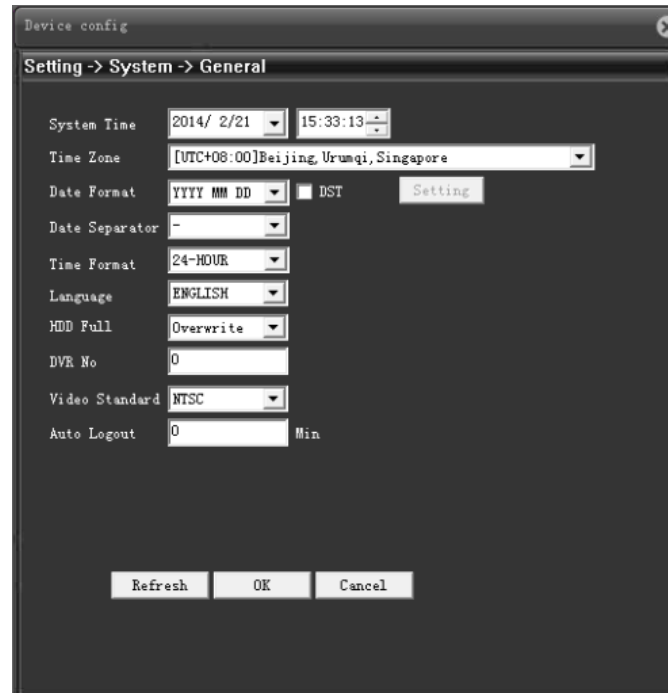 Device config
Setting -> System -> General
System Time 2014/ 2/21 15:33:13
Time Zone [UTC+08:00]Beijing,Urumqi,Singapore
Date Format YYYY MM DD DST Setting
Date Separator -
Time Format 24-HOUR
Language ENGLISH
HDD Full Overwrite
DVR No 0
Video Standard NTSC
Auto Logout 0 Min
Refresh OK Cancel